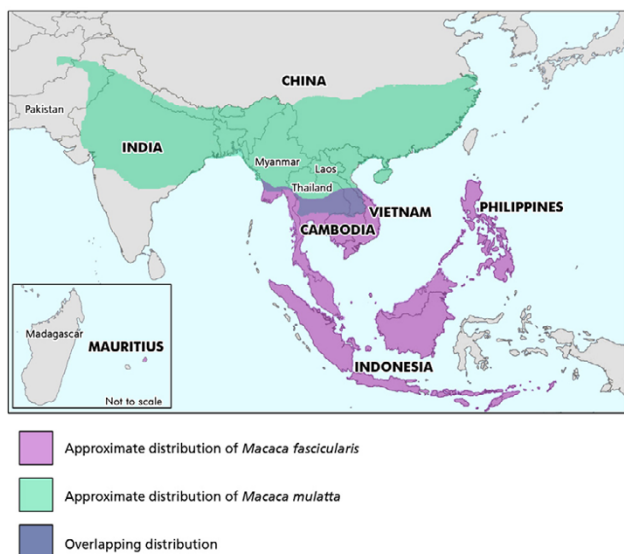 CHINA
Pakistan
INDIA
Myanmar
Laos
Thailand
VIETNAM
PHILIPPINES
CAMBODIA
Madagascar
MAURITIUS
INDONESIA
Not to scale
Approximate distribution of Macaca fascicularis
Approximate distribution of Macaca mulatta
Overlapping distribution